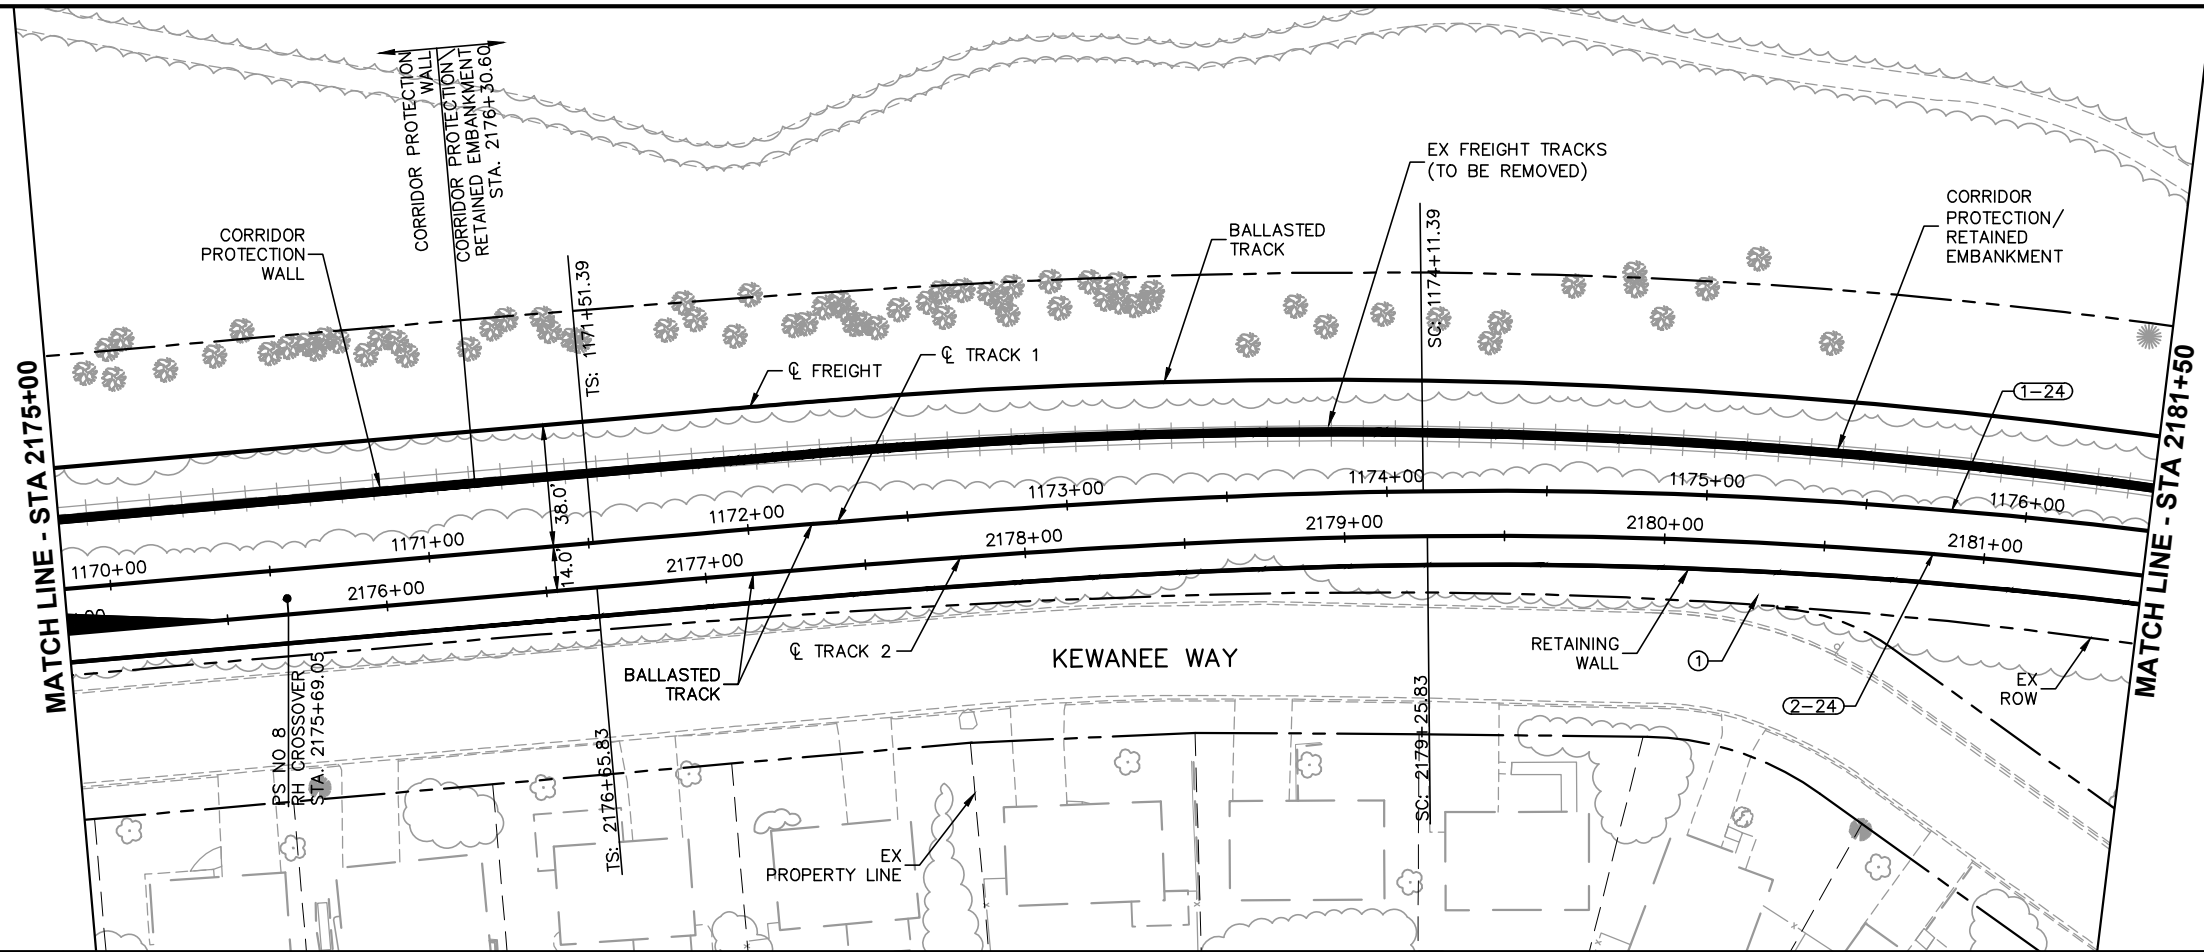 CORRIDOR PROTECTION
WALL
CORRIDOR PROTECTION\
RETAINED EMBANKMENT
STA. 2176+30.60
EX FREIGHT TRACKS
(TO BE REMOVED)
CORRIDOR
PROTECTION/
RETAINED
EMBANKMENT
BALLASTED
TRACK
CORRIDOR
PROTECTION
WALL
TS: 1171+51.39
SC: 1174+11.39
℄ TRACK 1
℄ FREIGHT
1-24
MATCH LINE - STA 2175+00
MATCH LINE - STA 2181+50
38.0'
14.0'
1170+00
1171+00
1172+00
1173+00
1174+00
1175+00
1176+00
2176+00
2177+00
2178+00
2179+00
2180+00
2181+00
℄ TRACK 2
KEWANEE WAY
RETAINING
WALL
1
BALLASTED
TRACK
EX
ROW
2-24
PS NO 8
RH CROSSOVER
STA. 2175+69.05
TS: 2176+65.83
SC: 2179+25.83
EX
PROPERTY LINE